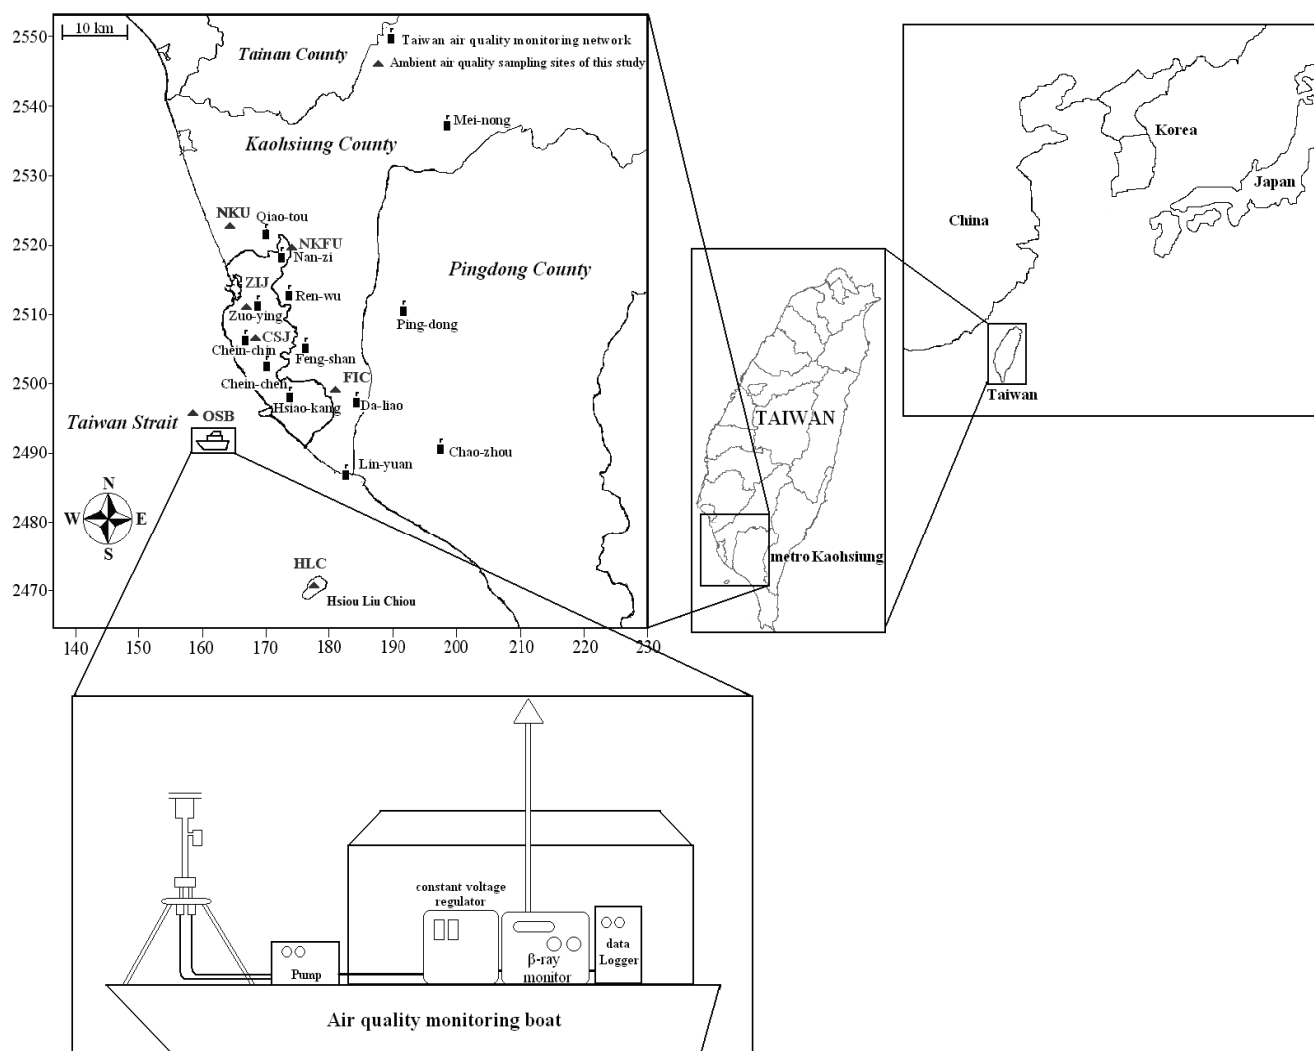 2550
2540
2530
2520
2510
2500
2490
2480
2470
10 km
Tainan County
Taiwan air quality monitoring network
Ambient air quality sampling sites of this study
Mei-nong
Kaohsiung County
NKU
Qiao-tou
NKFU
Nan-zi
Pingdong County
ZIJ
Ren-wu
Zuo-ying
Ping-dong
CSJ
Chein-chin
Feng-shan
Chein-chen
FIC
Hsiao-kang
Da-liao
Taiwan Strait
OSB
Chao-zhou
Lin-yuan
N
W
E
S
HLC
Hsiou Liu Chiou
140
150
160
170
180
190
200
210
220
230
TAIWAN
metro Kaohsiung
Korea
Japan
China
Taiwan
constant voltage
regulator
Pump
β-ray
monitor
data
Logger
Air quality monitoring boat